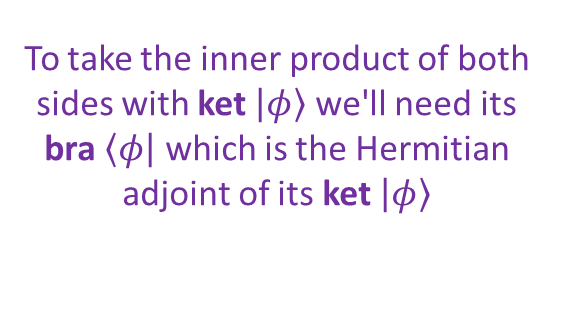 To take the inner product of both
sides with ket |ϕ⟩ we'll need its
bra ⟨ϕ| which is the Hermitian
adjoint of its ket |ϕ⟩